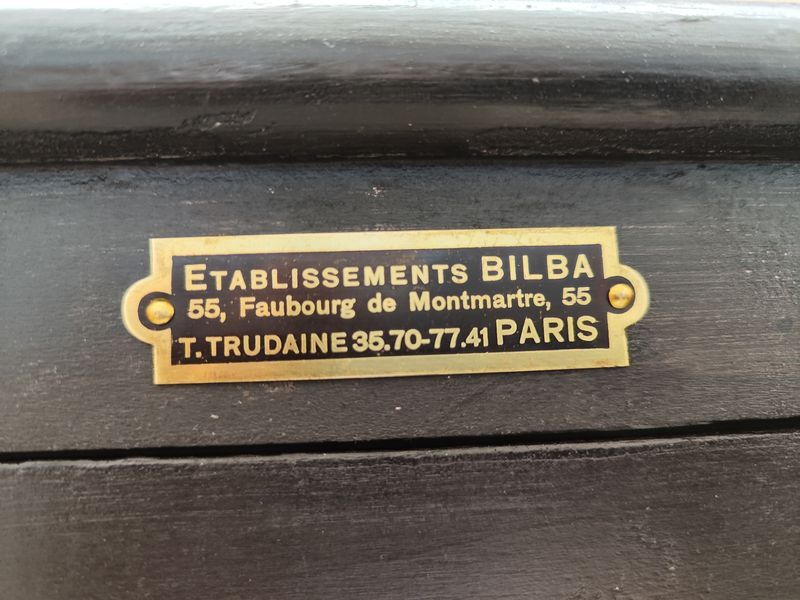 ETABLISSEMENTS BILBA
55, Faubourg de Montmartre, 55
T. TRUDAINE 35.70-77.41 PARIS